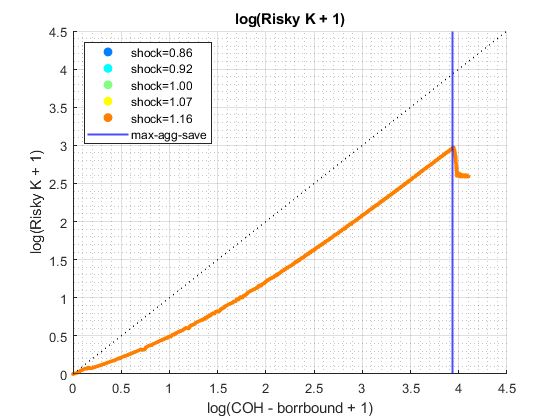 log(Risky K + 1)
4.5
4
3.5
3
2.5
2
1.5
1
0.5
0
log(Risky K + 1)
shock=0.86
shock=0.92
shock=1.00
shock=1.07
shock=1.16
max-agg-save
0 0.5 1 1.5 2 2.5 3 3.5 4 4.5
log(COH - borrbound + 1)